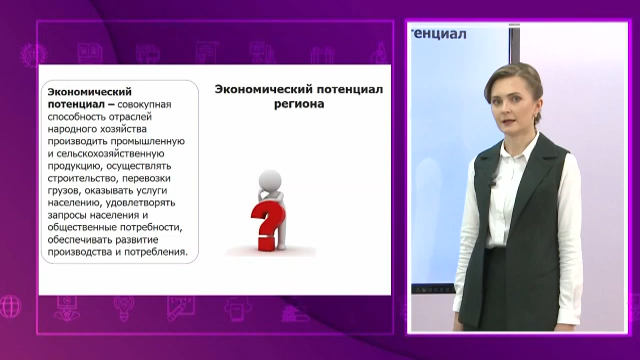 Экономический
потенциал – совокупная
способность отраслей
народного хозяйства
производить промышленную
и сельскохозяйственную
продукцию, осуществлять
строительство, перевозки
грузов, оказывать услуги
населению, удовлетворять
запросы населения и
общественные потребности,
обеспечивать развитие
производства и потребления.
Экономический потенциал
региона
?